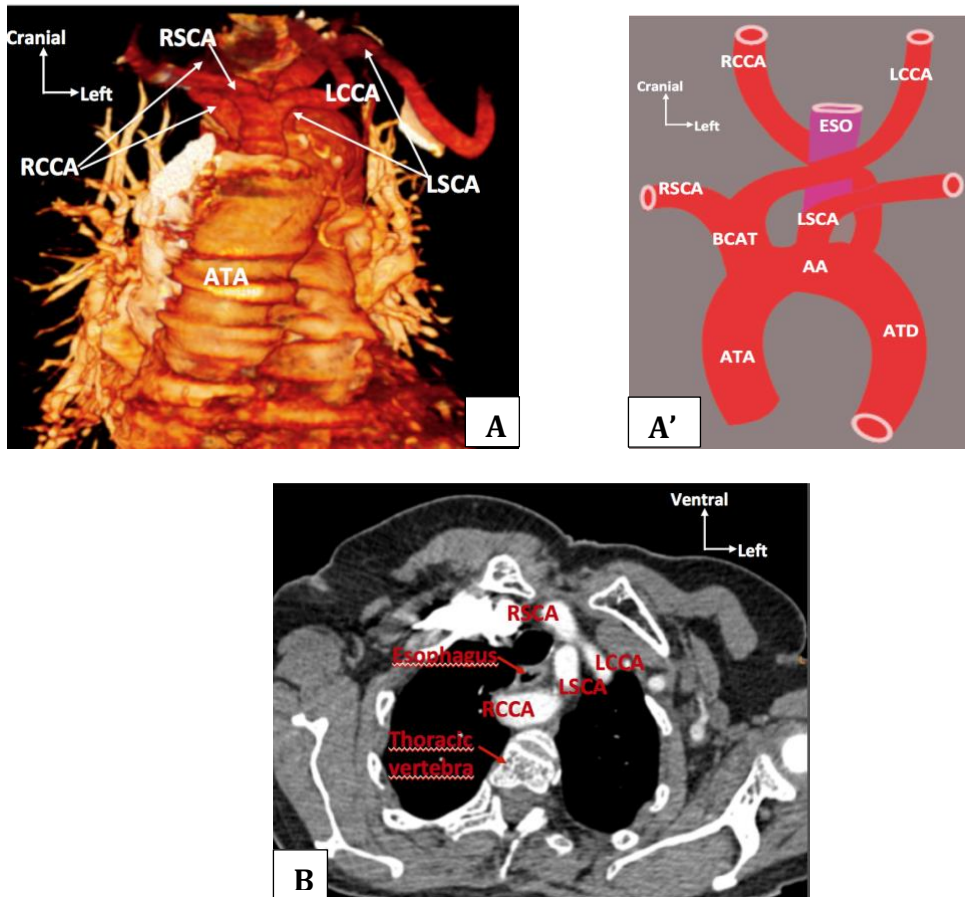 Cranial
Left
RSCA
LCCA
RCCA
LSCA
ATA
A
Cranial
Left
RCCA
LCCA
ESO
RSCA
LSCA
BCAT
AA
ATD
ATA
A’
Ventral
Left
RSCA
Esophagus
LCCA
LSCA
RCCA
Thoracic
vertebra
B